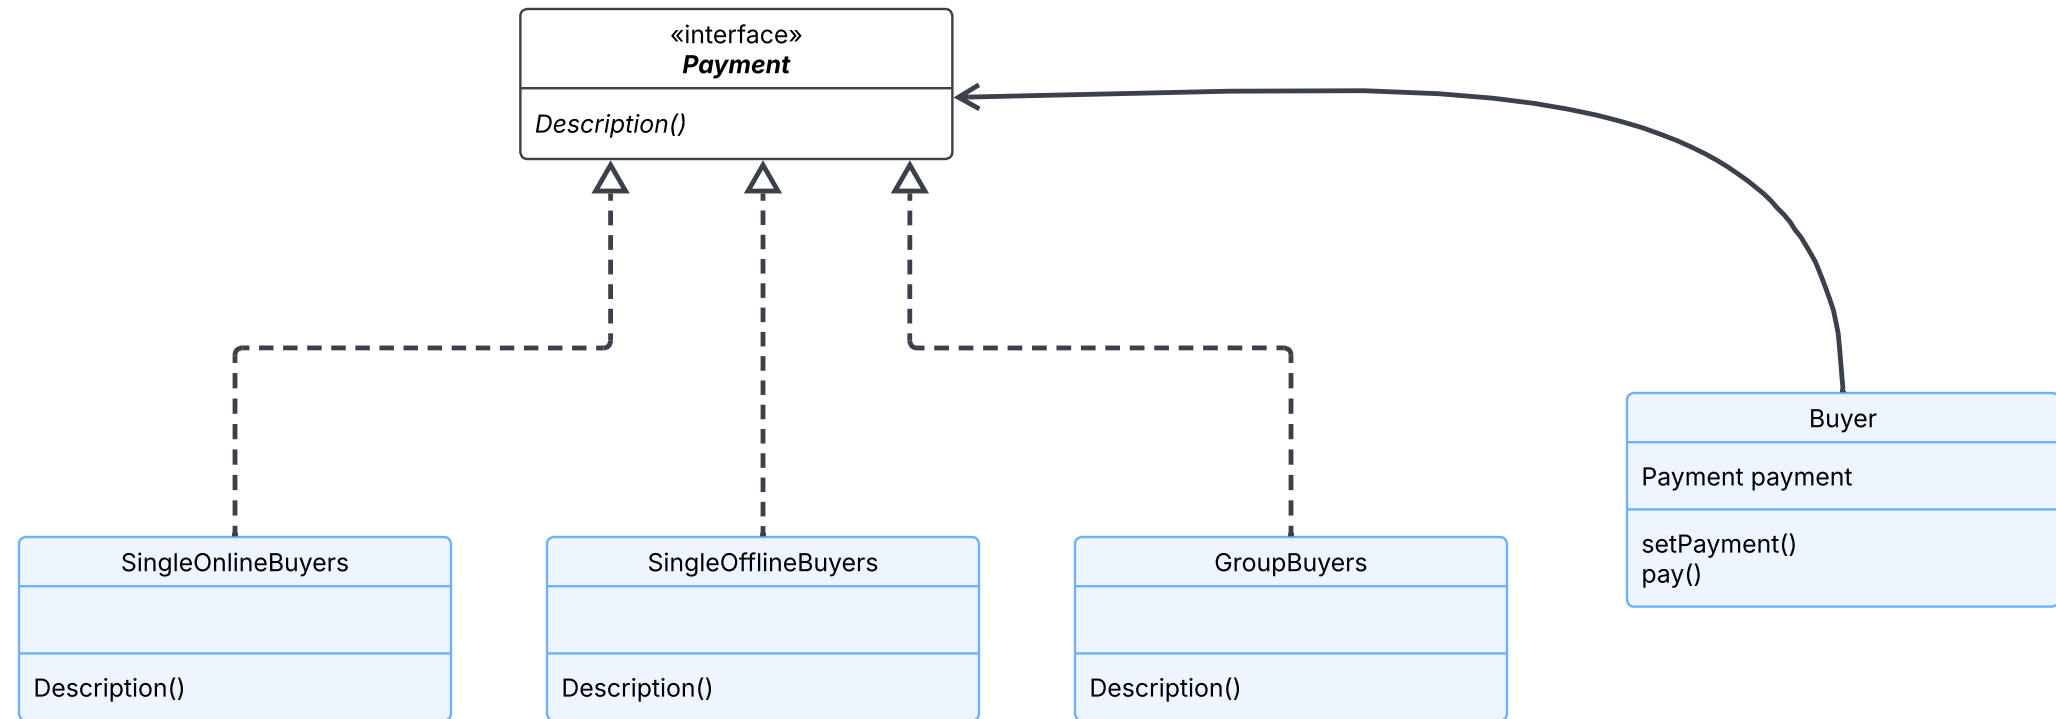 «interface»
Payment
Description()
Buyer
Payment payment
setPayment()
pay()
SingleOnlineBuyers
Description()
SingleOfflineBuyers
Description()
GroupBuyers
Description()